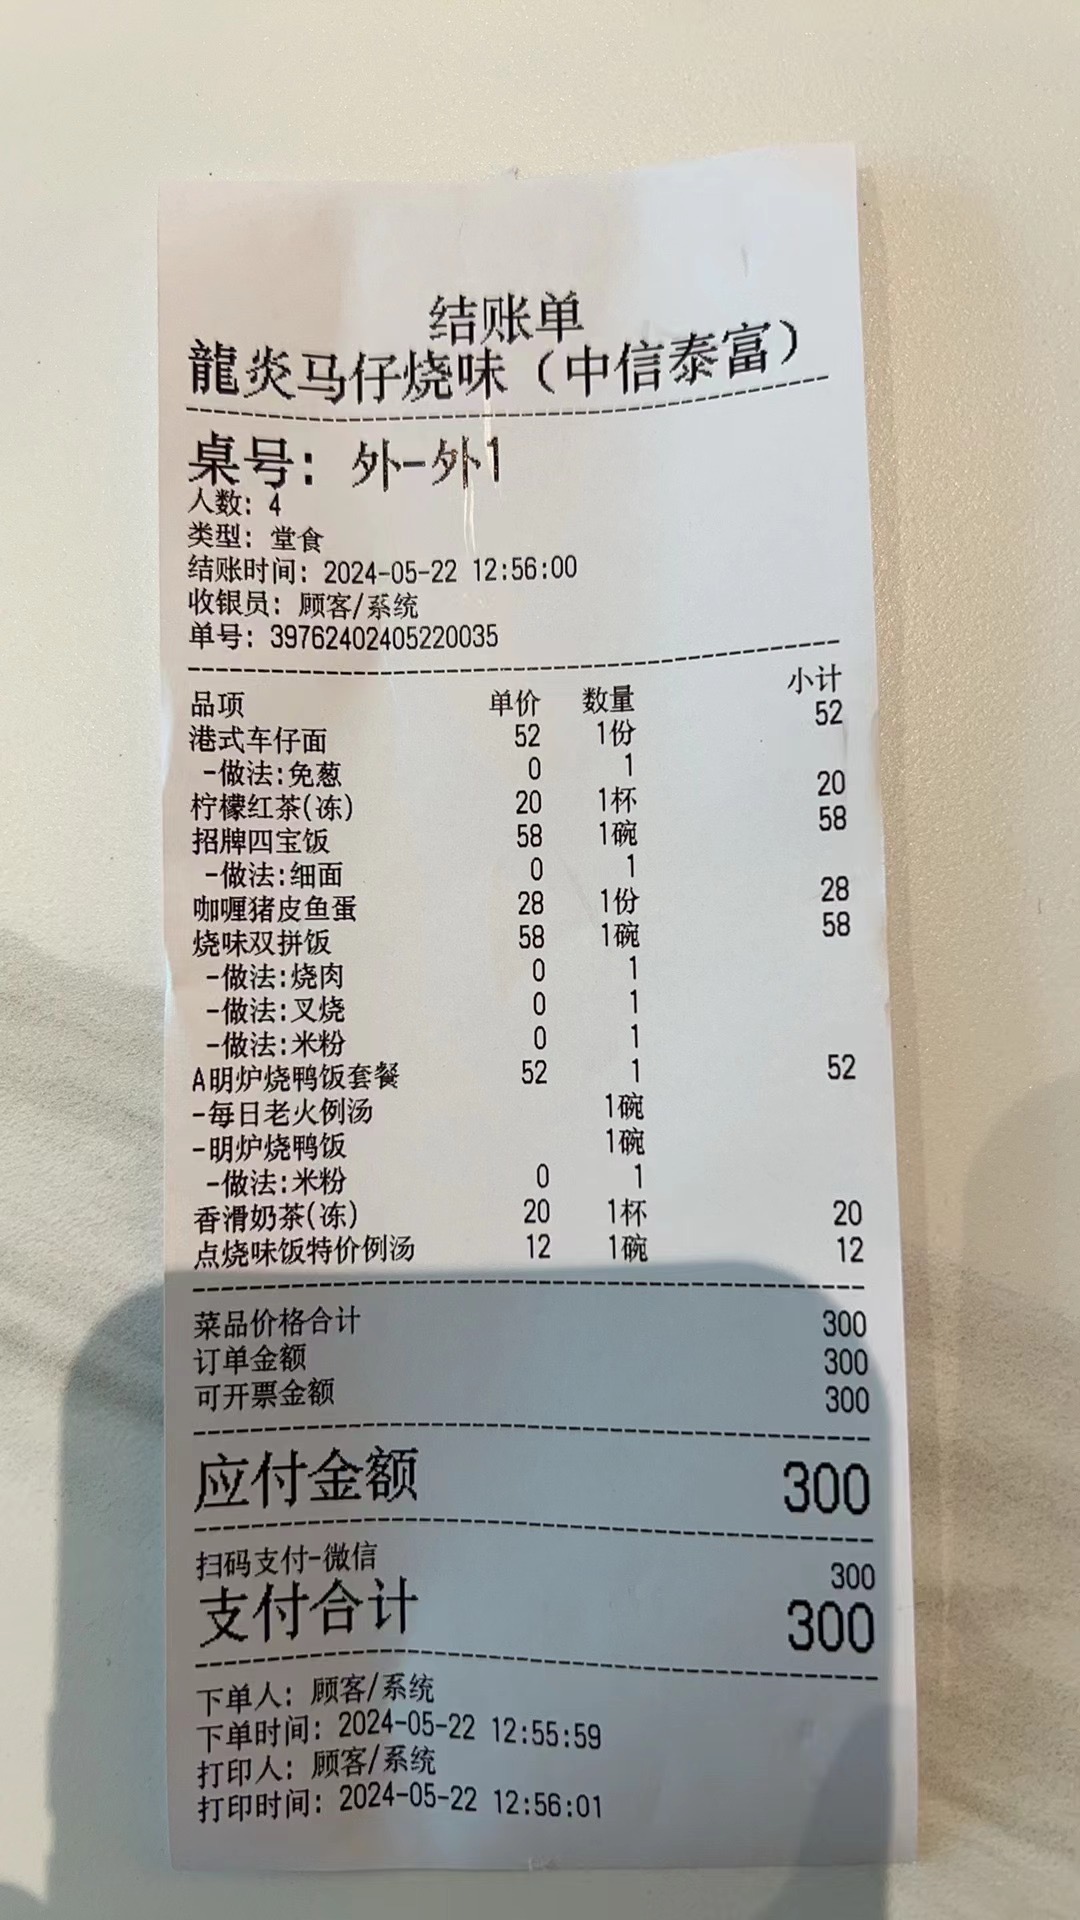 结账单
龍炎马仔烧味（中信泰富）
桌号: 外-外1
人数: 4
类型: 堂食
结账时间: 2024-05-22 12:56:00
收银员: 顾客/系统
单号: 39762402405220035
品项 单价 数量 小计
港式车仔面 52 1份 52
-做法:免葱 0 1
柠檬红茶(冻) 20 1杯 20
招牌四宝饭 58 1碗 58
-做法:细面 0 1
咖喱猪皮鱼蛋 28 1份 28
烧味双拼饭 58 1碗 58
-做法:烧肉 0 1
-做法:叉烧 0 1
-做法:米粉 0 1
A明炉烧鸭饭套餐 52 1 52
-每日老火例汤 1碗
-明炉烧鸭饭 1碗
-做法:米粉 0 1
香滑奶茶(冻) 20 1杯 20
点烧味饭特价例汤 12 1碗 12
菜品价格合计 300
订单金额 300
可开票金额 300
应付金额 300
扫码支付-微信 300
支付合计 300
下单人: 顾客/系统
下单时间: 2024-05-22 12:55:59
打印人: 顾客/系统
打印时间: 2024-05-22 12:56:01